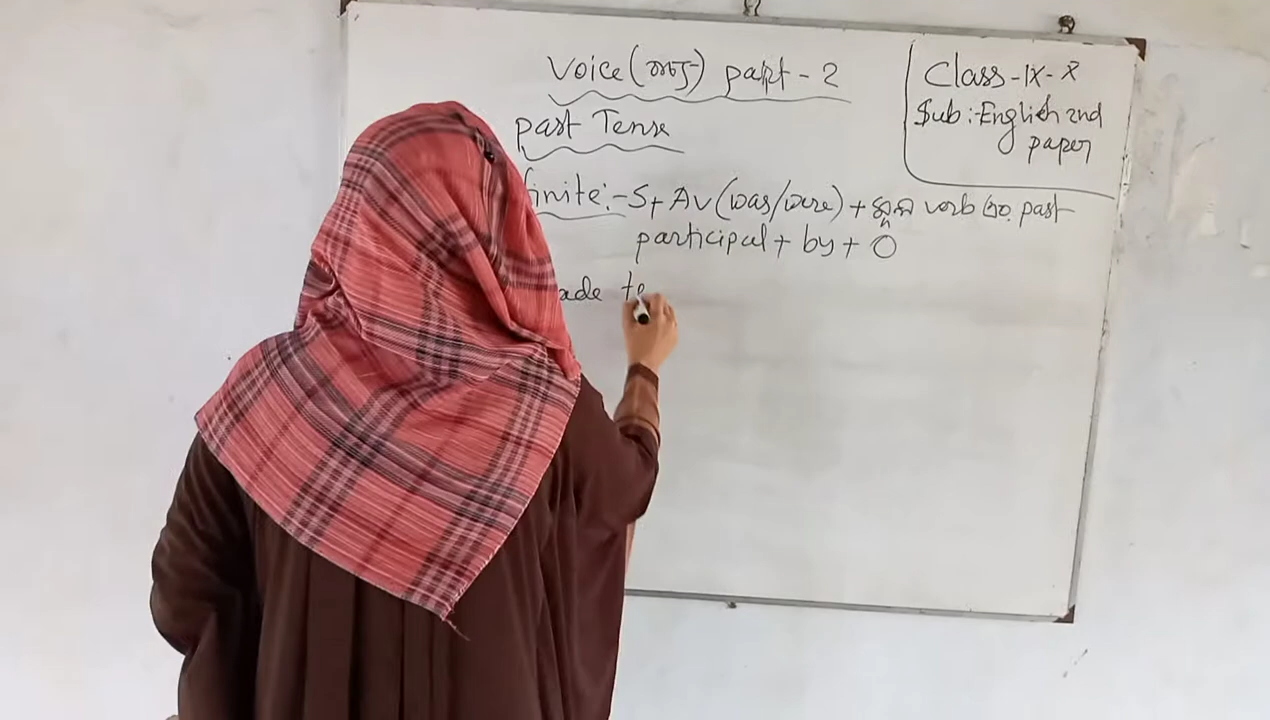 Voice (বাচ্য) part - 2
Class - IX - X
Sub : English 2nd
paper
past Tense
finite :- S + AV (was/were) + মূল verb এর past
participal + by + O
ade te